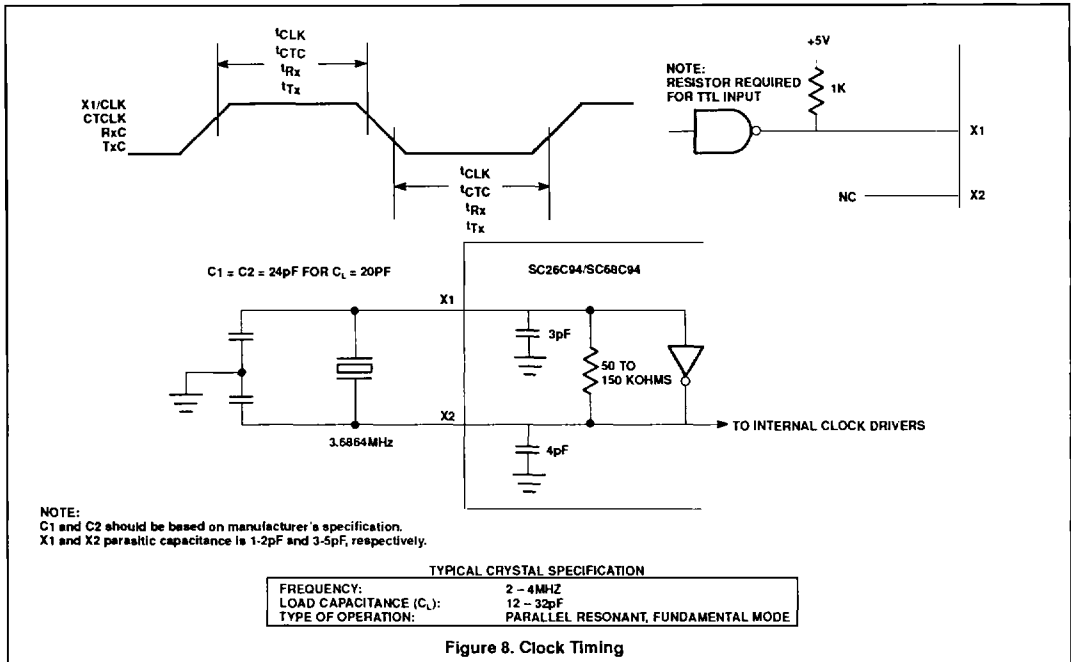 tCLK
tCTC
tRx
tTx
X1/CLK
CTCLK
RxC
TxC
tCLK
tCTC
tRx
tTx
+5V
NOTE:
RESISTOR REQUIRED
FOR TTL INPUT
1K
X1
NC
X2
C1 = C2 = 24pF FOR CL = 20PF
SC26C94/SC68C94
X1
3pF
50 TO
150 KOHMS
X2
TO INTERNAL CLOCK DRIVERS
3.6864MHz
4pF
NOTE:
C1 and C2 should be based on manufacturer's specification.
X1 and X2 parasitic capacitance is 1-2pF and 3-5pF, respectively.
TYPICAL CRYSTAL SPECIFICATION
FREQUENCY: 2 – 4MHZ
LOAD CAPACITANCE (CL): 12 – 32pF
TYPE OF OPERATION: PARALLEL RESONANT, FUNDAMENTAL MODE
Figure 8. Clock Timing